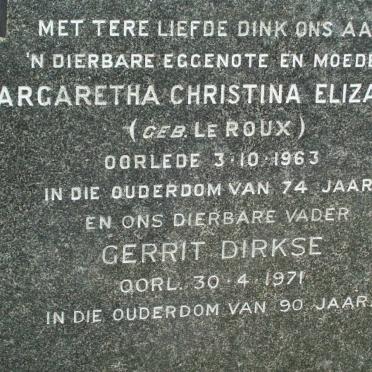 MET TERE LIEFDE DINK ONS AA
'N DIERBARE EGGENOTE EN MOEDE
ARGARETHA CHRISTINA ELIZA
(GEB. LE ROUX)
OORLEDE 3·10·1963
IN DIE OUDERDOM VAN 74 JAAR
EN ONS DIERBARE VADER
GERRIT DIRKSE
OORL. 30·4·1971
IN DIE OUDERDOM VAN 90 JAAR.